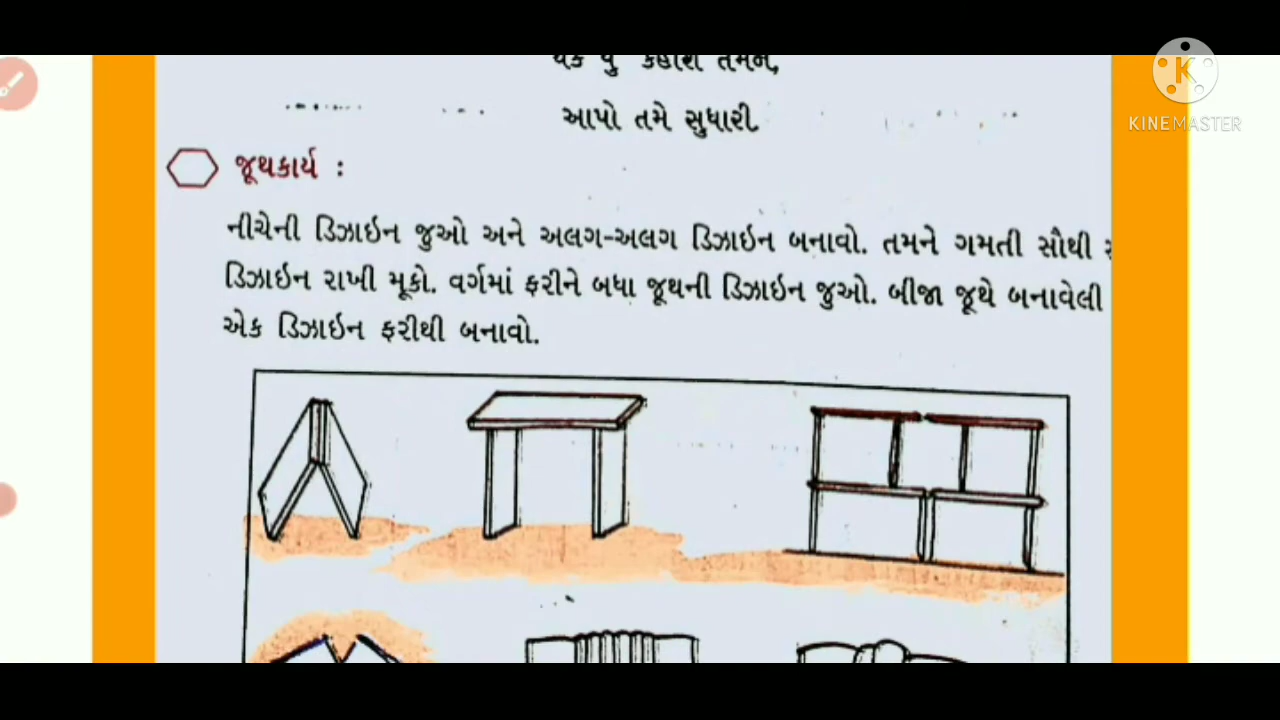 તમને,
KINEMASTER
આપો તમે સુધારી.
જૂથકાર્ય :
નીચેની ડિઝાઇન જુઓ અને અલગ-અલગ ડિઝાઇન બનાવો. તમને ગમતી સૌથી
ડિઝાઇન રાખી મૂકો. વર્ગમાં ફરીને બધા જૂથની ડિઝાઇન જુઓ. બીજા જૂથે બનાવેલી
એક ડિઝાઇન ફરીથી બનાવો.